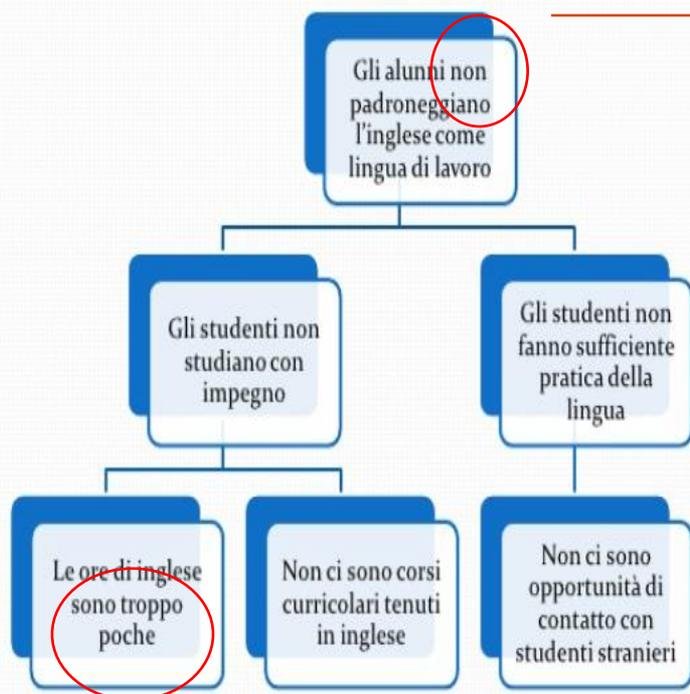 Gli alunni non
padroneggiano
l'inglese come
lingua di lavoro
Gli studenti non
studiano con
impegno
Gli studenti non
fanno sufficiente
pratica della
lingua
Le ore di inglese
sono troppo
poche
Non ci sono corsi
curricolari tenuti
in inglese
Non ci sono
opportunità di
contatto con
studenti stranieri